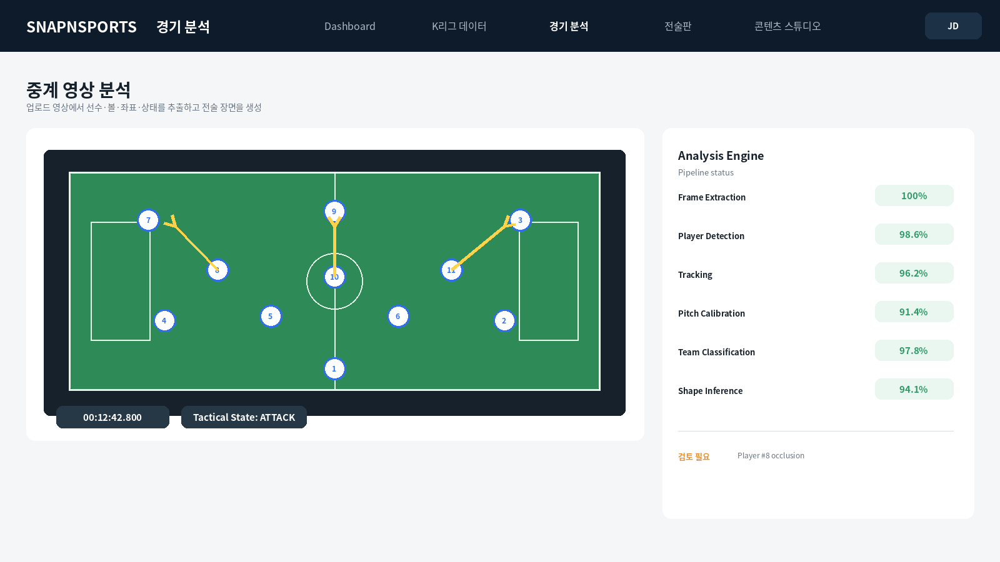 SNAPNSPORTS 경기 분석 Dashboard K리그 데이터 경기 분석 전술판 콘텐츠 스튜디오 JD
중계 영상 분석
업로드 영상에서 선수·볼·좌표·상태를 추출하고 전술 장면을 생성
9
7
3
8
10
11
4
5
6
2
1
00:12:42.800 Tactical State: ATTACK
Analysis Engine
Pipeline status
Frame Extraction 100%
Player Detection 98.6%
Tracking 96.2%
Pitch Calibration 91.4%
Team Classification 97.8%
Shape Inference 94.1%
검토 필요 Player #8 occlusion